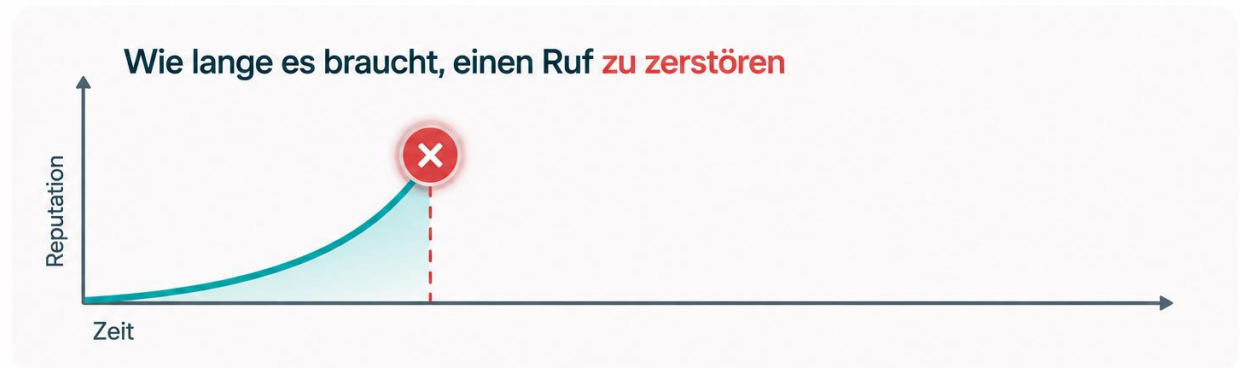 Wie lange es braucht, einen Ruf zu zerstören
Reputation
Zeit